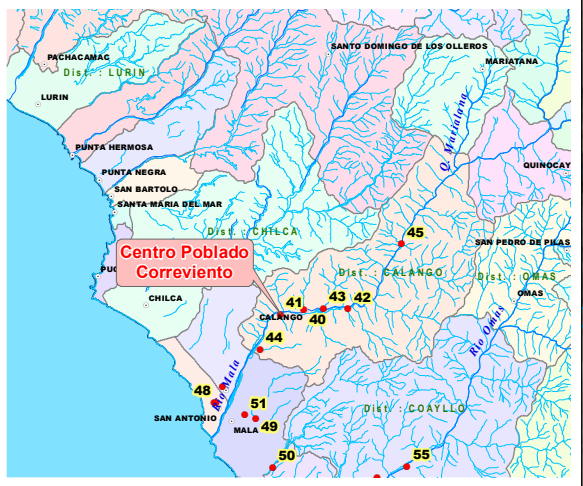 SANTO DOMINGO DE LOS OLLEROS
PACHACAMAC
MARIATANA
Dist. : LURIN
LURIN
Q. Mariatana
PUNTA HERMOSA
QUINOCAY
PUNTA NEGRA
SAN BARTOLO
SANTA MARIA DEL MAR
Dist. : CHILCA
45
SAN PEDRO DE PILAS
Centro Poblado
Correviento
PUC
Dist. : CALANGO
Dist. : OMAS
CHILCA
OMAS
41
43
42
CALANGO
40
Rio Omas
44
Rio Mala
48
51
Dist. : COAYLLO
SAN ANTONIO
MALA
49
50
55